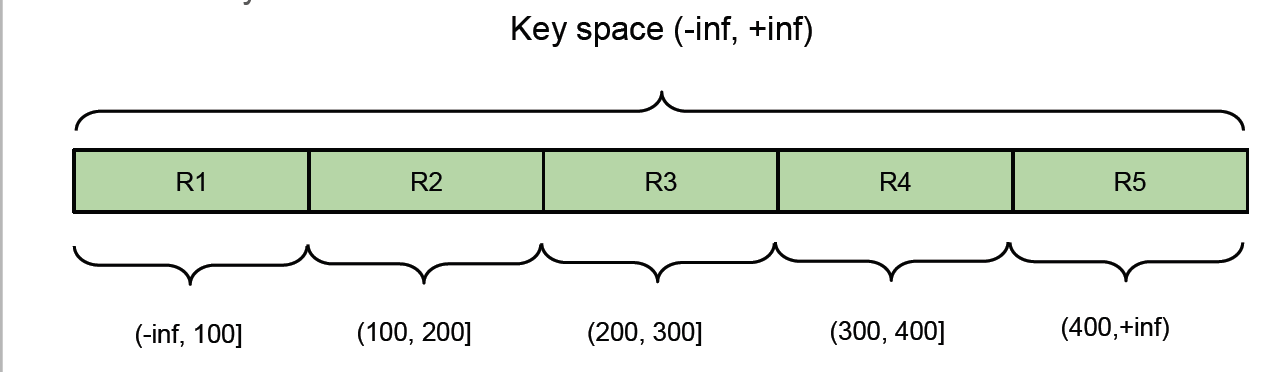 Key space (-inf, +inf)
R1 R2 R3 R4 R5
(-inf, 100] (100, 200] (200, 300] (300, 400] (400,+inf)